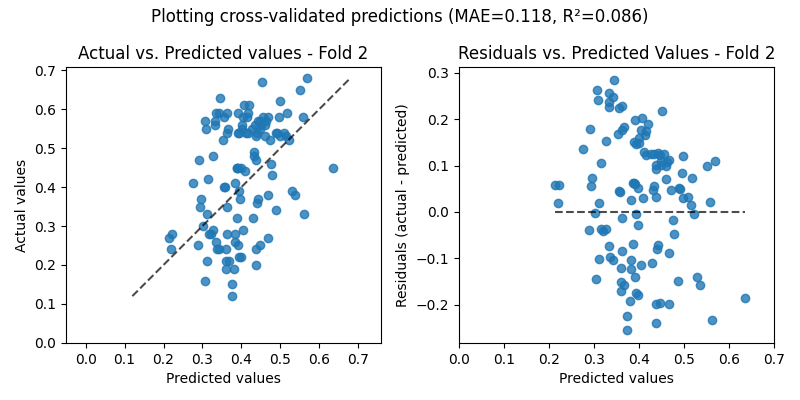 Plotting cross-validated predictions (MAE=0.118, R²=0.086)
Actual vs. Predicted values - Fold 2
Actual values
0.7
0.6
0.5
0.4
0.3
0.2
0.1
0.0
0.0 0.1 0.2 0.3 0.4 0.5 0.6 0.7
Predicted values
Residuals vs. Predicted Values - Fold 2
Residuals (actual - predicted)
0.3
0.2
0.1
0.0
−0.1
−0.2
0.0 0.1 0.2 0.3 0.4 0.5 0.6 0.7
Predicted values